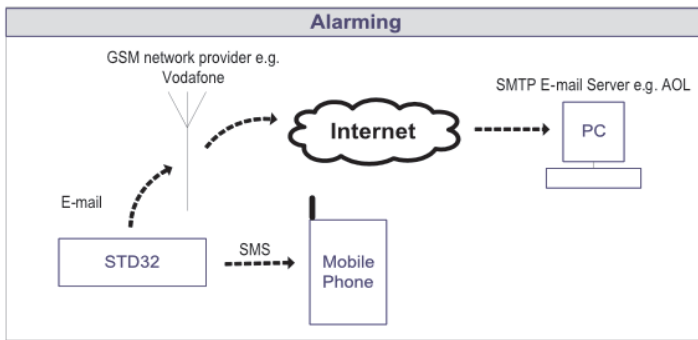 Alarming
GSM network provider e.g.
Vodafone
SMTP E-mail Server e.g. AOL
Internet
PC
E-mail
STD32
SMS
Mobile
Phone